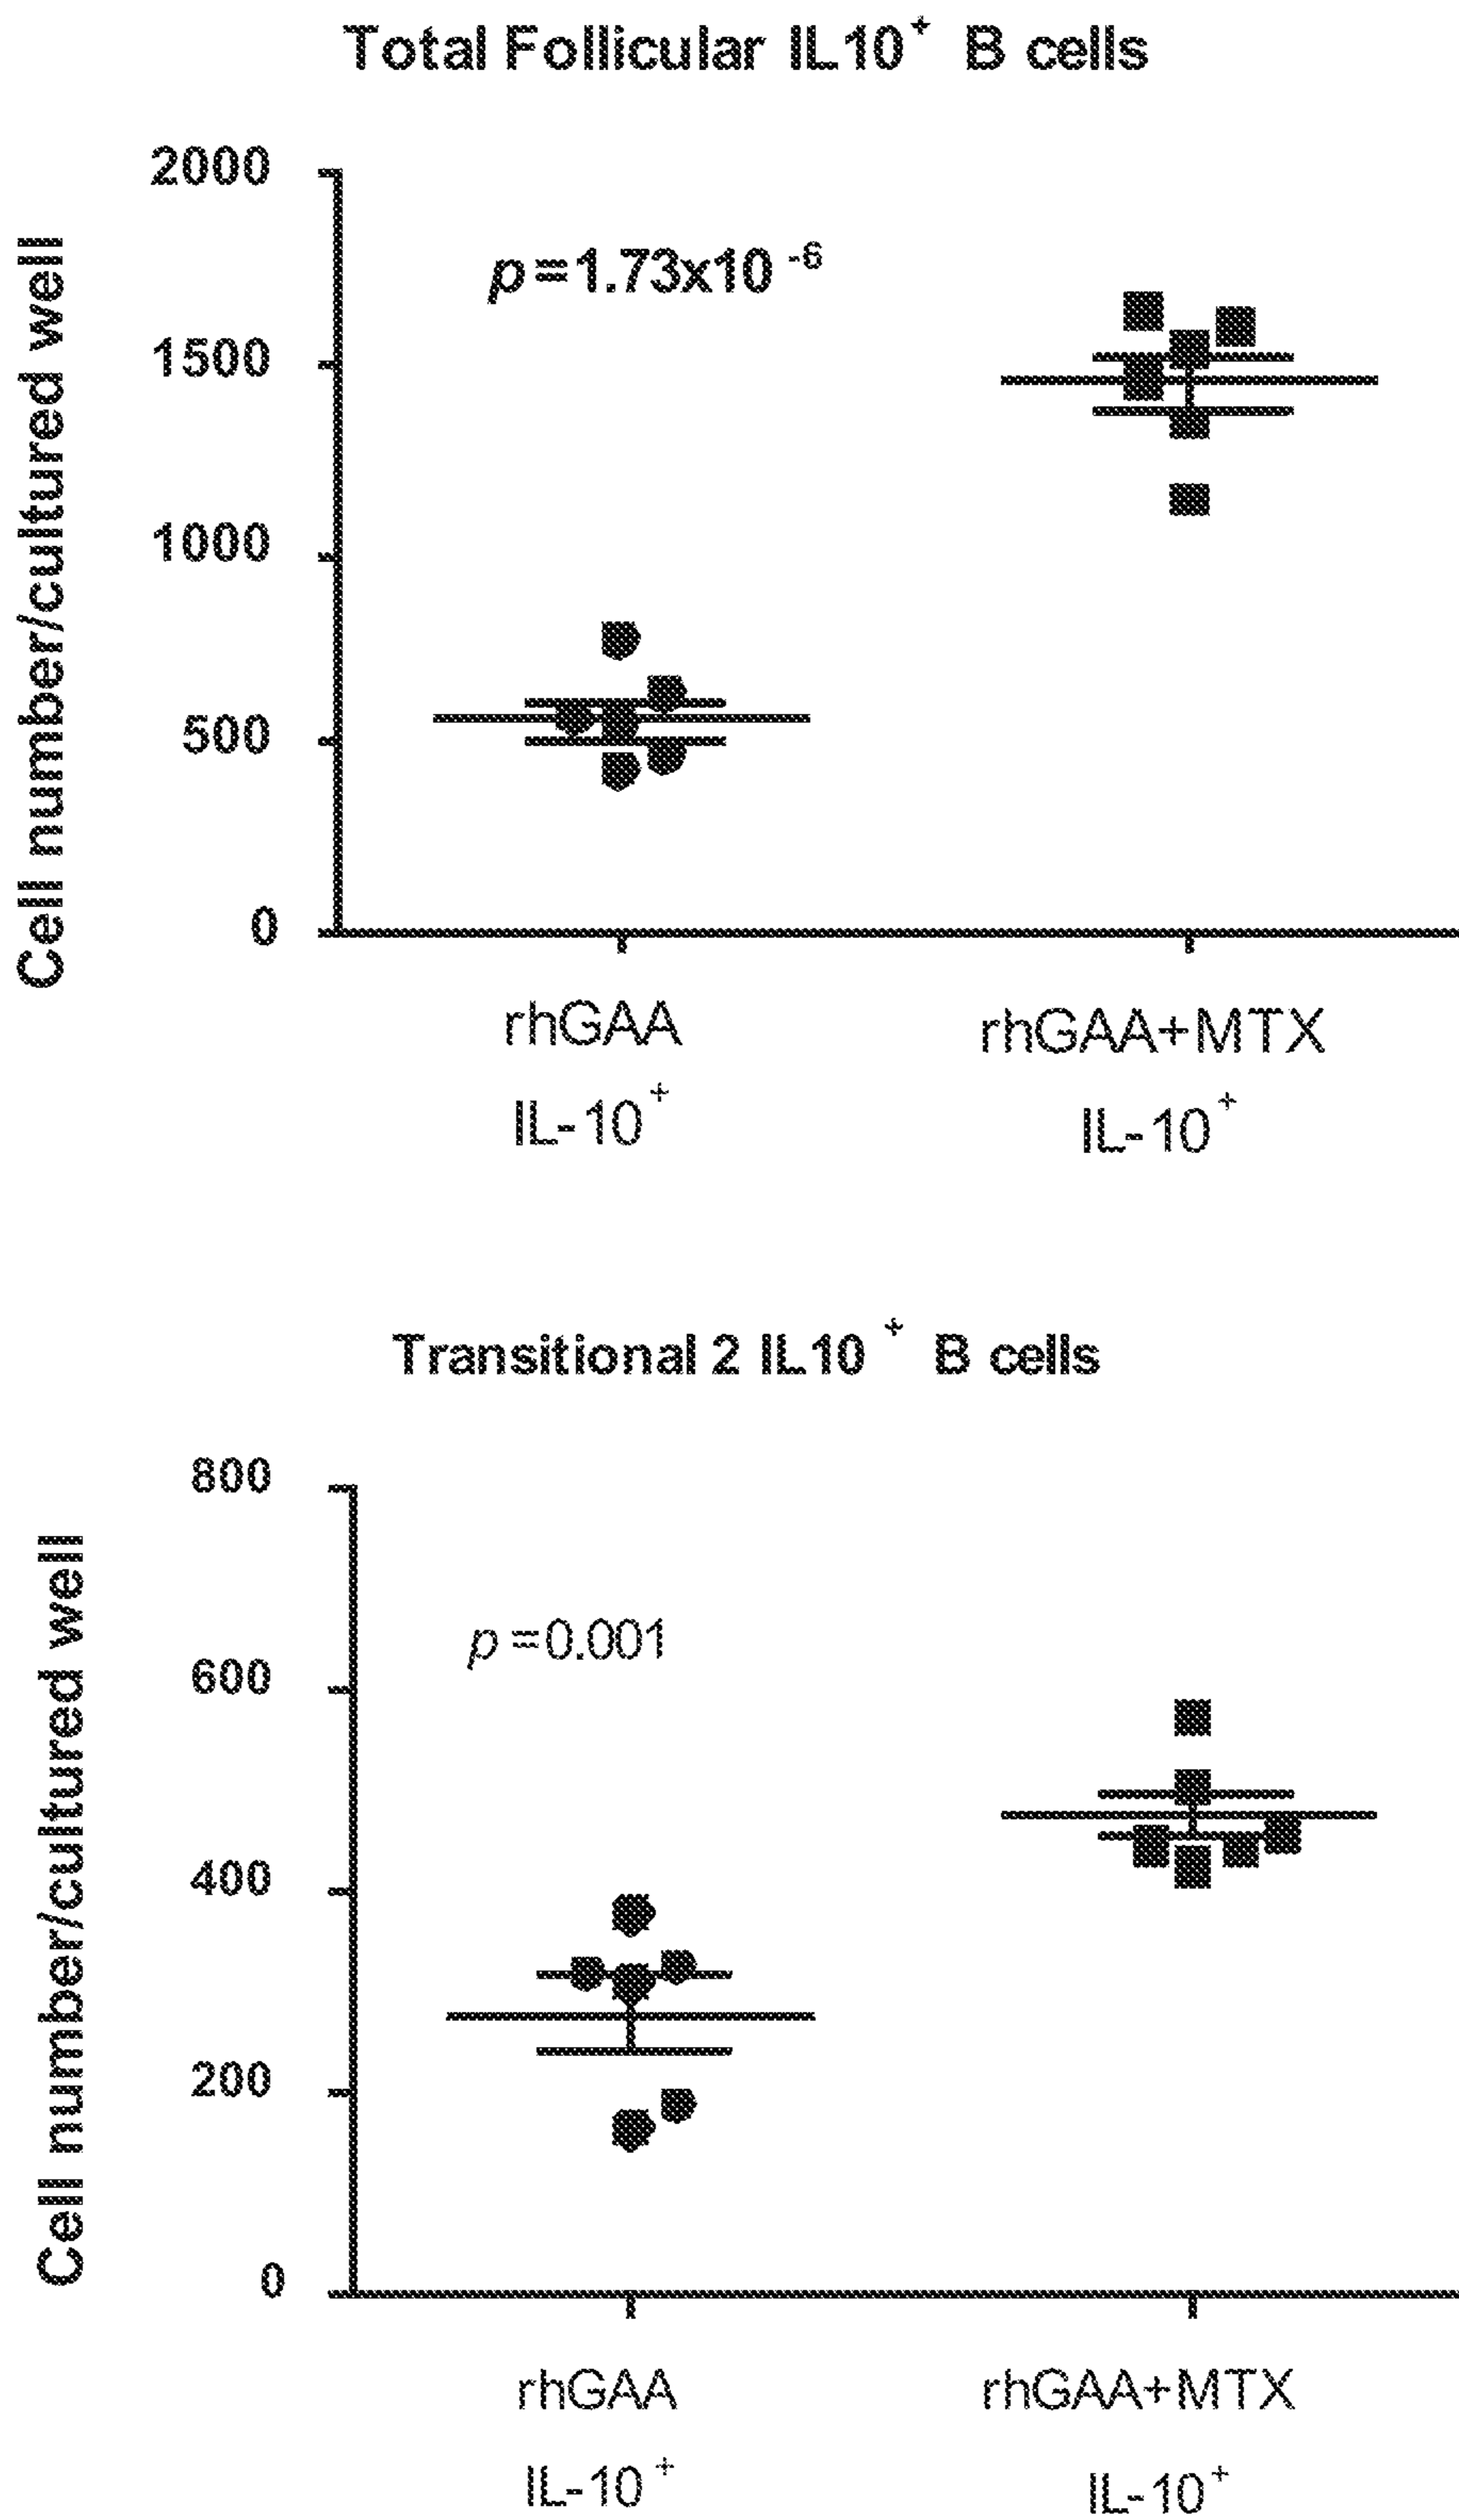 Total Follicular IL10⁺ B cells
Cell number/cultured well
2000
1500
1000
500
0
p=1.73x10⁻⁶
rhGAA
IL-10⁺
rhGAA+MTX
IL-10⁺
Transitional 2 IL10⁺ B cells
Cell number/cultured well
800
600
400
200
0
p=0.001
rhGAA
IL-10⁺
rhGAA+MTX
IL-10⁺